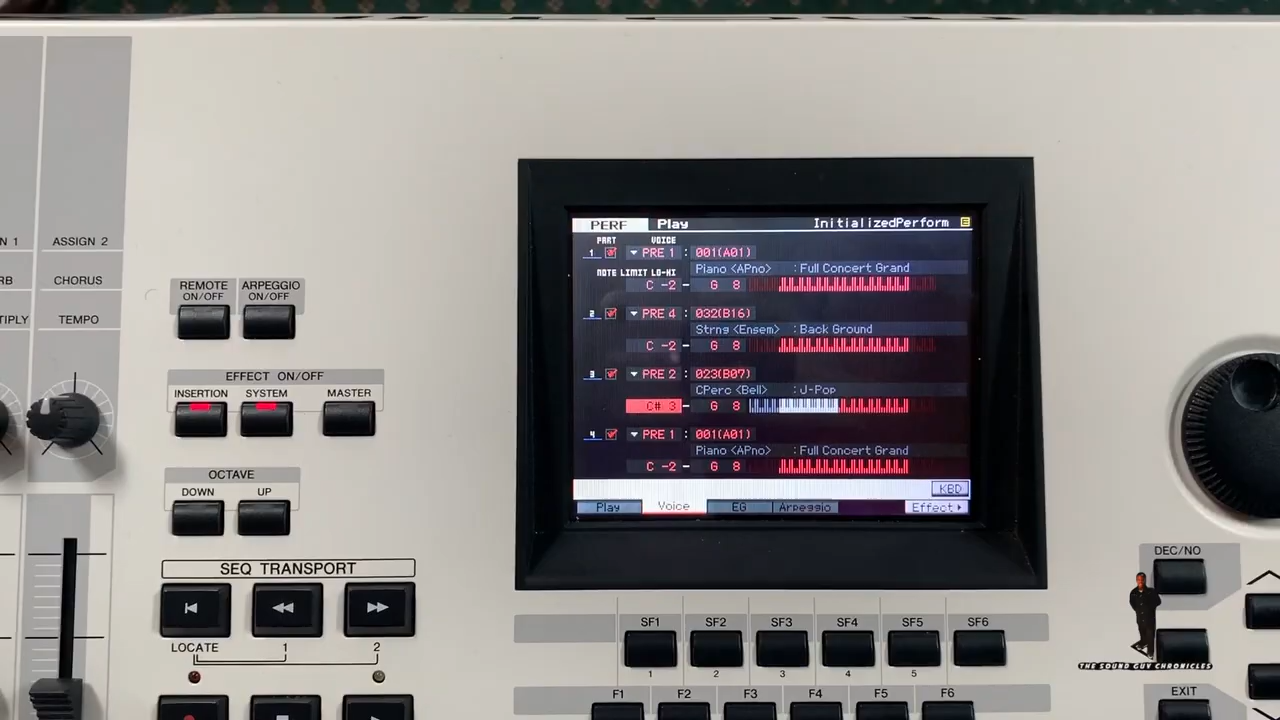 N 1
ASSIGN 2
RB
CHORUS
TIPLY
TEMPO
REMOTE
ON/OFF
ARPEGGIO
ON/OFF
EFFECT ON/OFF
INSERTION
SYSTEM
MASTER
OCTAVE
DOWN
UP
SEQ TRANSPORT
LOCATE
1
2
PERF
Play
InitializedPerform
PART
VOICE
1
PRE 1 : 001(A01)
Piano <APno> :Full Concert Grand
NOTE LIMIT LO-HI
C -2 - G 8
2
PRE 4 : 032(B16)
Strng <Ensem> :Back Ground
C -2 - G 8
3
PRE 2 : 023(B07)
CPerc <Bell> :J-Pop
C# 3 - G 8
4
PRE 1 : 001(A01)
Piano <APno> :Full Concert Grand
C -2 - G 8
KBD
Play
Voice
EG
Arpeggio
Effect
SF1
SF2
SF3
SF4
SF5
SF6
1
2
3
4
5
F1
F2
F3
F4
F5
F6
DEC/NO
EXIT
THE SOUND GUY CHRONICLES